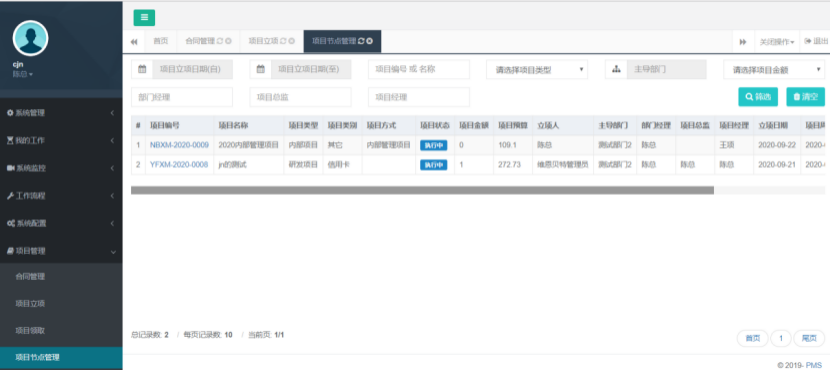 cjn
陈总
系统管理
我的工作
系统监控
工作流程
系统配置
项目管理
合同管理
项目立项
项目领取
项目节点管理
首页 合同管理 项目立项 项目节点管理 关闭操作 退出
项目立项日期(自) 项目立项日期(至) 项目编号 或 名称 请选择项目类型 主导部门 请选择项目金额
部门经理 项目总监 项目经理 筛选 清空
# 项目编号 项目名称 项目类型 项目类别 项目方式 项目状态 项目金额 项目预算 立项人 主导部门 部门经理 项目总监 项目经理 立项日期
1 NBXM-2020-0009 2020内部管理项目 内部项目 其它 内部管理项目 执行中 0 109.1 陈总 测试部门2 陈总 王项 2020-09-22 2020-
2 YFXM-2020-0008 jn的测试 研发项目 信用卡 执行中 1 272.73 维恩贝特管理员 测试部门2 陈总 陈总 陈总 2020-09-21 2020-
总记录数: 2 / 每页记录数: 10 / 当前页: 1/1
首页 1 尾页
© 2019- PMS